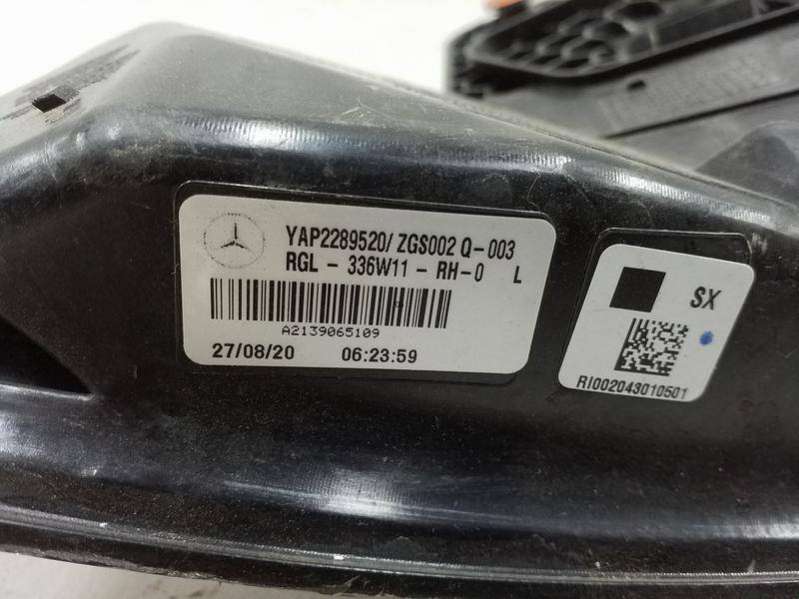 YAP2289520/ ZGS002 Q-003
RGL - 336W11 - RH-0 L
A2139065109
27/08/20 06:23:59
SX
RI002043010501